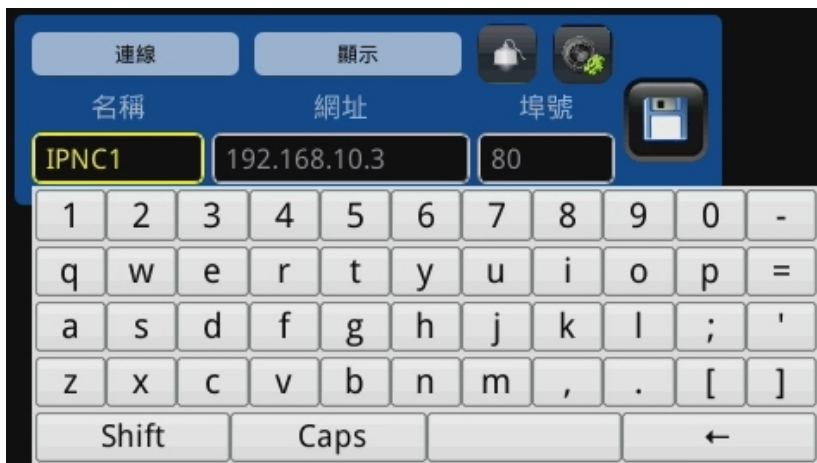 連線 顯示
名稱 網址 埠號
IPNC1 192.168.10.3 80
1 2 3 4 5 6 7 8 9 0 -
q w e r t y u i o p =
a s d f g h j k l ; '
z x c v b n m , . [ ]
Shift Caps ←